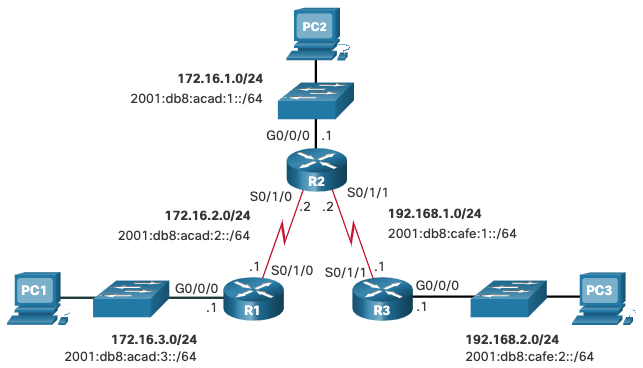 PC2
172.16.1.0/24
2001:db8:acad:1::/64
G0/0/0
.1
R2
S0/1/0
S0/1/1
.2
.2
172.16.2.0/24
2001:db8:acad:2::/64
192.168.1.0/24
2001:db8:cafe:1::/64
.1
S0/1/0
S0/1/1
.1
PC1
G0/0/0
.1
R1
R3
G0/0/0
.1
PC3
172.16.3.0/24
2001:db8:acad:3::/64
192.168.2.0/24
2001:db8:cafe:2::/64